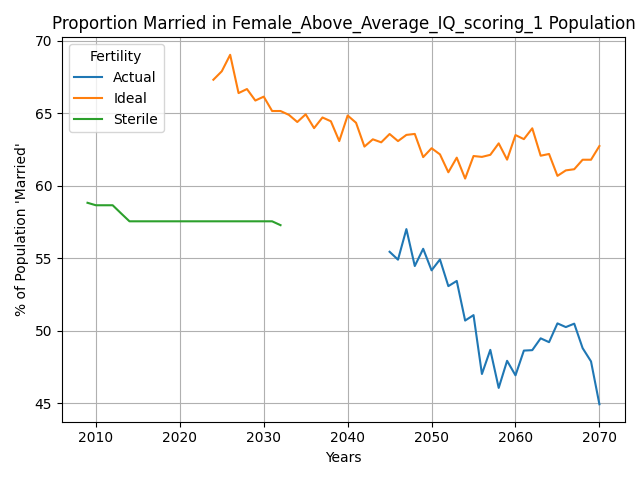 Proportion Married in Female_Above_Average_IQ_scoring_1 Population
Fertility
Actual
Ideal
Sterile
% of Population 'Married'
70
65
60
55
50
45
2010 2020 2030 2040 2050 2060 2070
Years